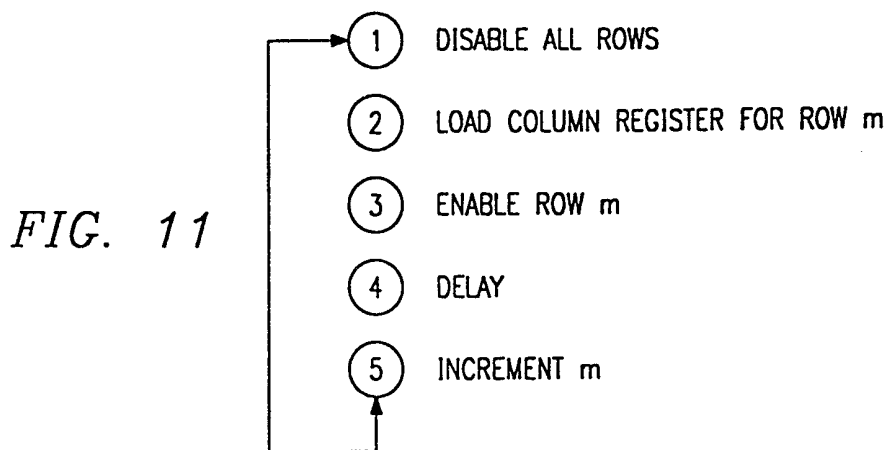 1 DISABLE ALL ROWS
2 LOAD COLUMN REGISTER FOR ROW m
3 ENABLE ROW m
4 DELAY
5 INCREMENT m
FIG. 11